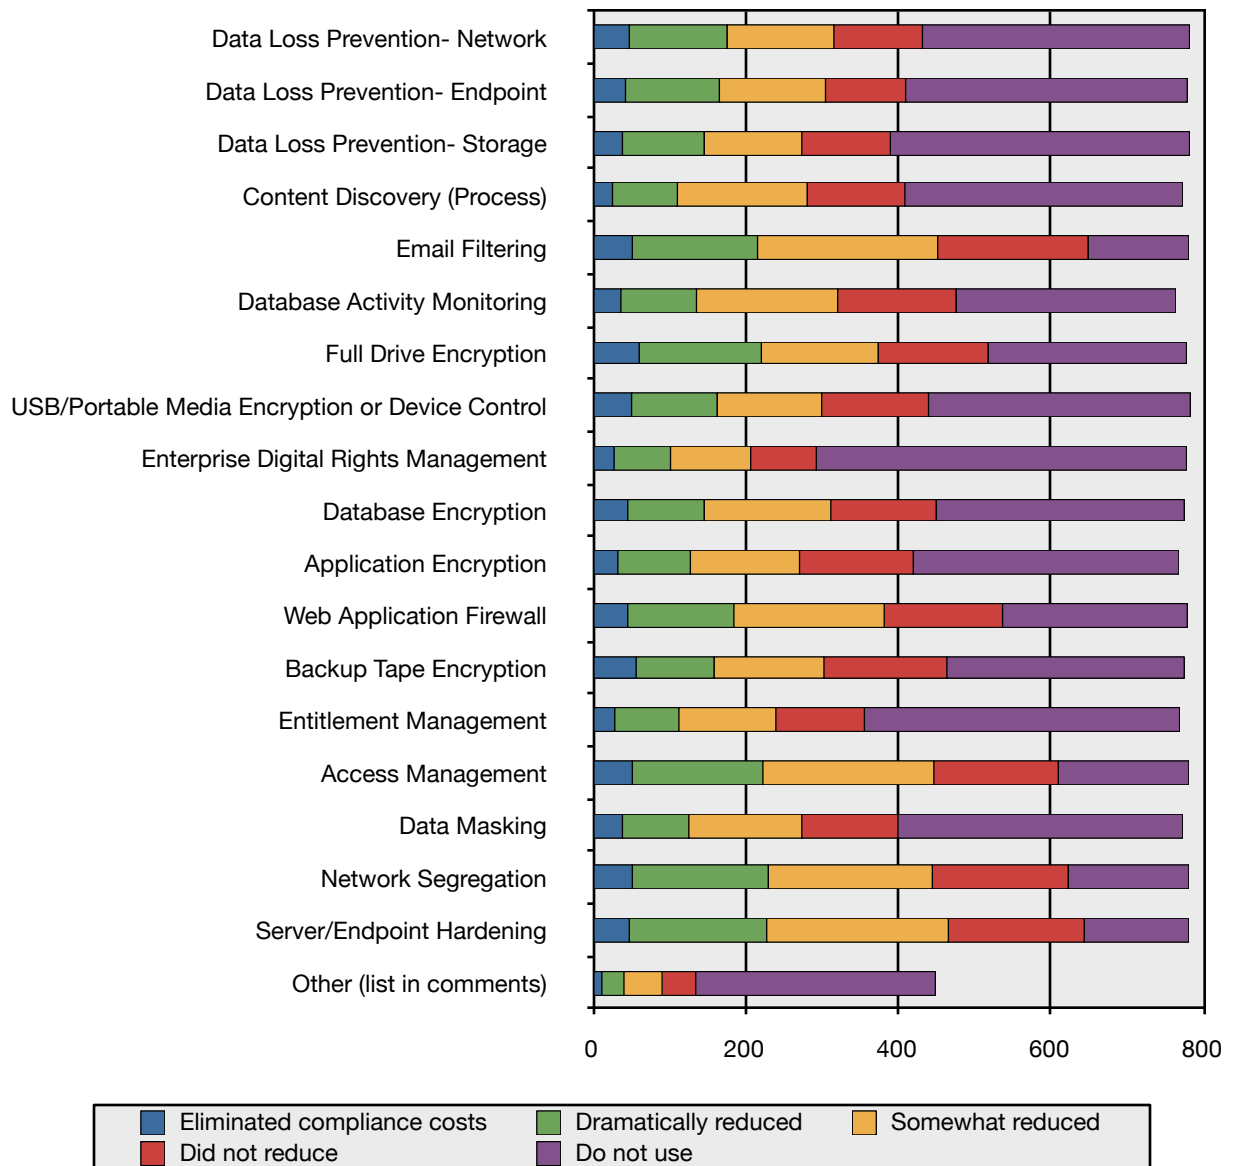 Data Loss Prevention- Network
Data Loss Prevention- Endpoint
Data Loss Prevention- Storage
Content Discovery (Process)
Email Filtering
Database Activity Monitoring
Full Drive Encryption
USB/Portable Media Encryption or Device Control
Enterprise Digital Rights Management
Database Encryption
Application Encryption
Web Application Firewall
Backup Tape Encryption
Entitlement Management
Access Management
Data Masking
Network Segregation
Server/Endpoint Hardening
Other (list in comments)
0 200 400 600 800
Eliminated compliance costs Dramatically reduced Somewhat reduced
Did not reduce Do not use